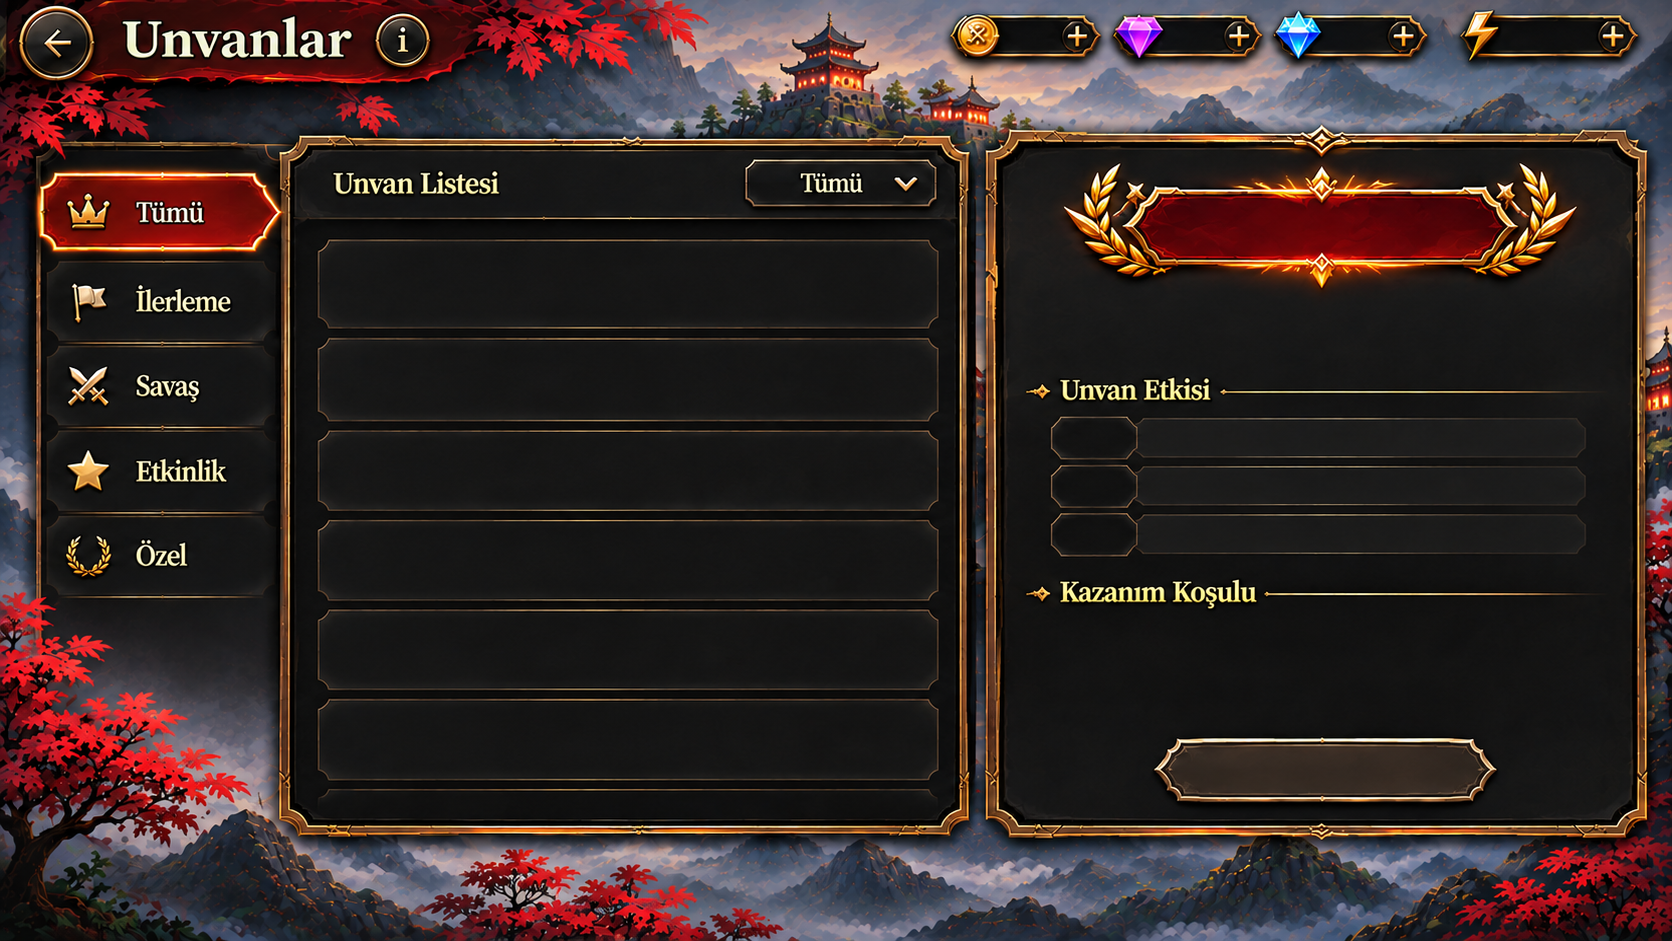 Unvanlar
i
Tümü
İlerleme
Savaş
Etkinlik
Özel
Unvan Listesi
Tümü
Unvan Etkisi
Kazanım Koşulu